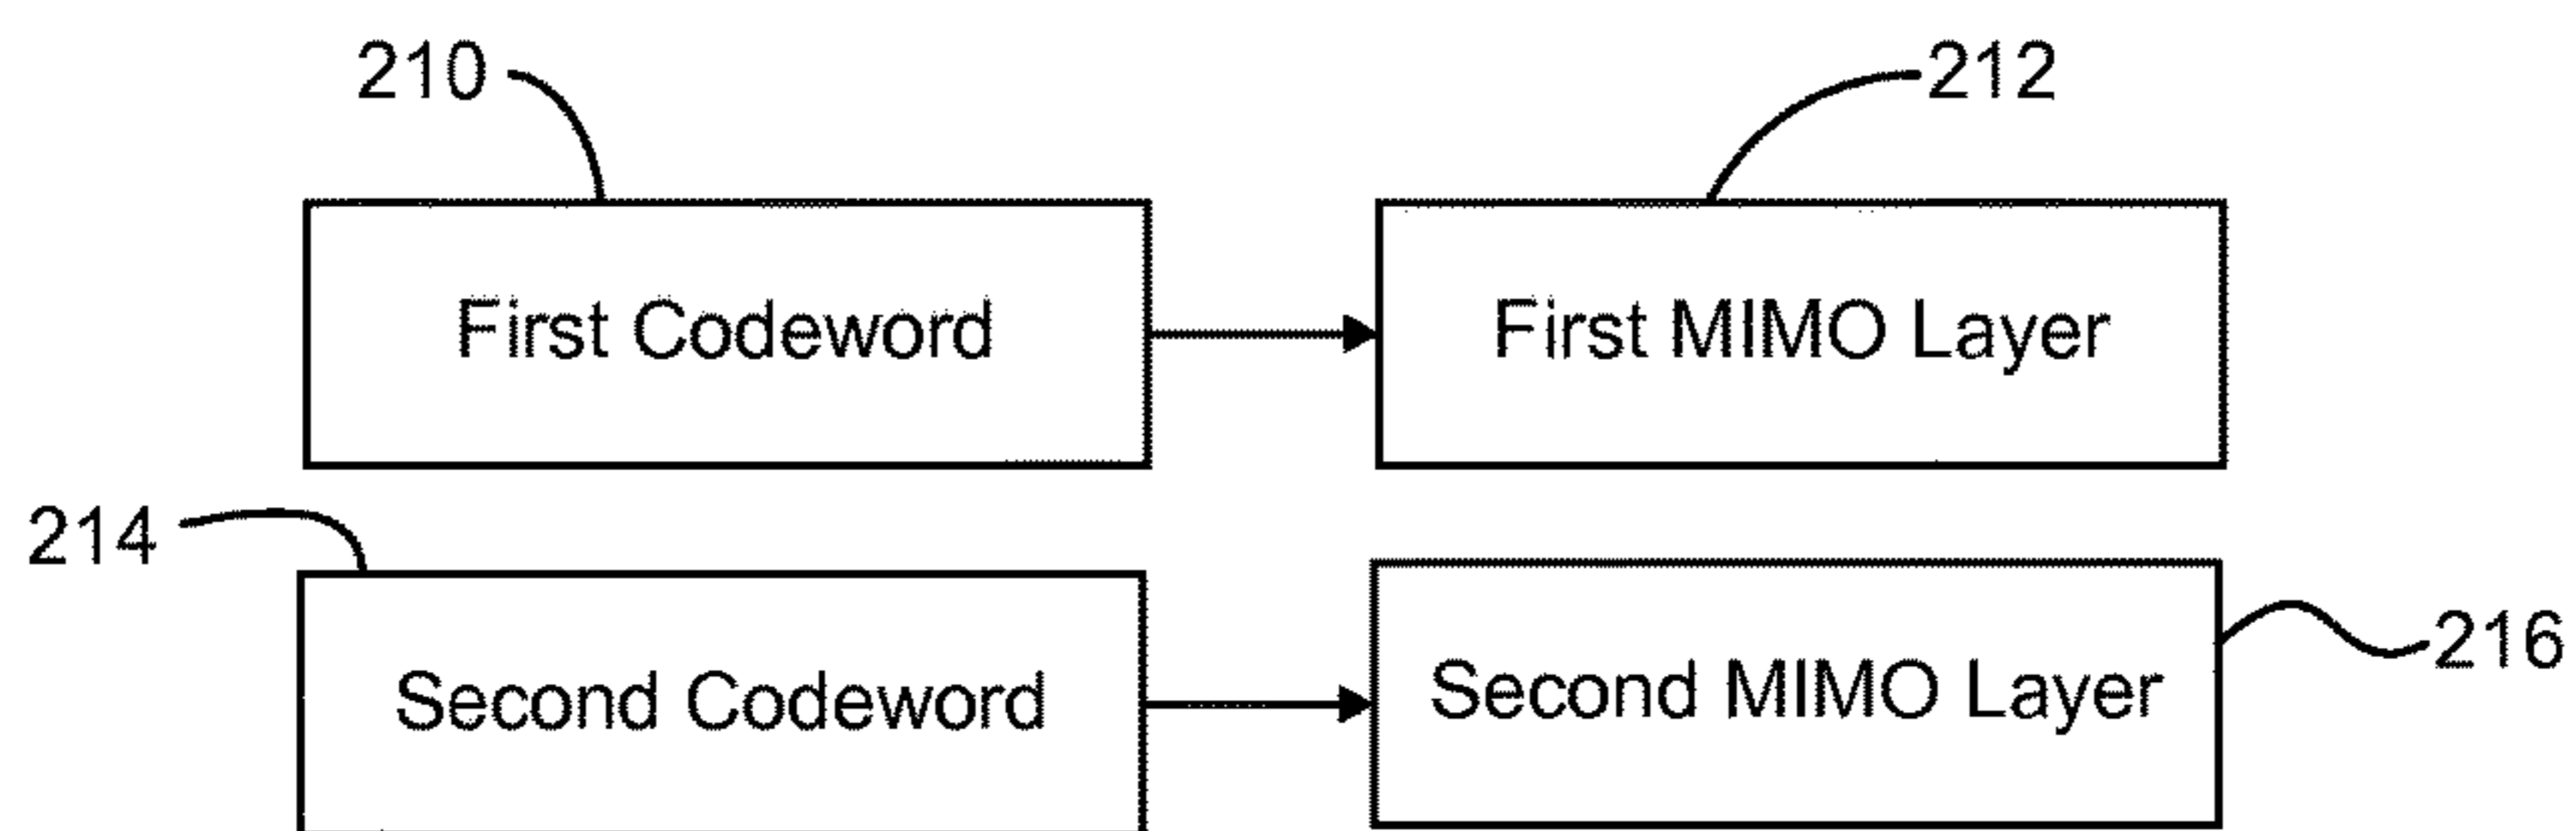 210
212
First Codeword
First MIMO Layer
214
Second Codeword
Second MIMO Layer
216